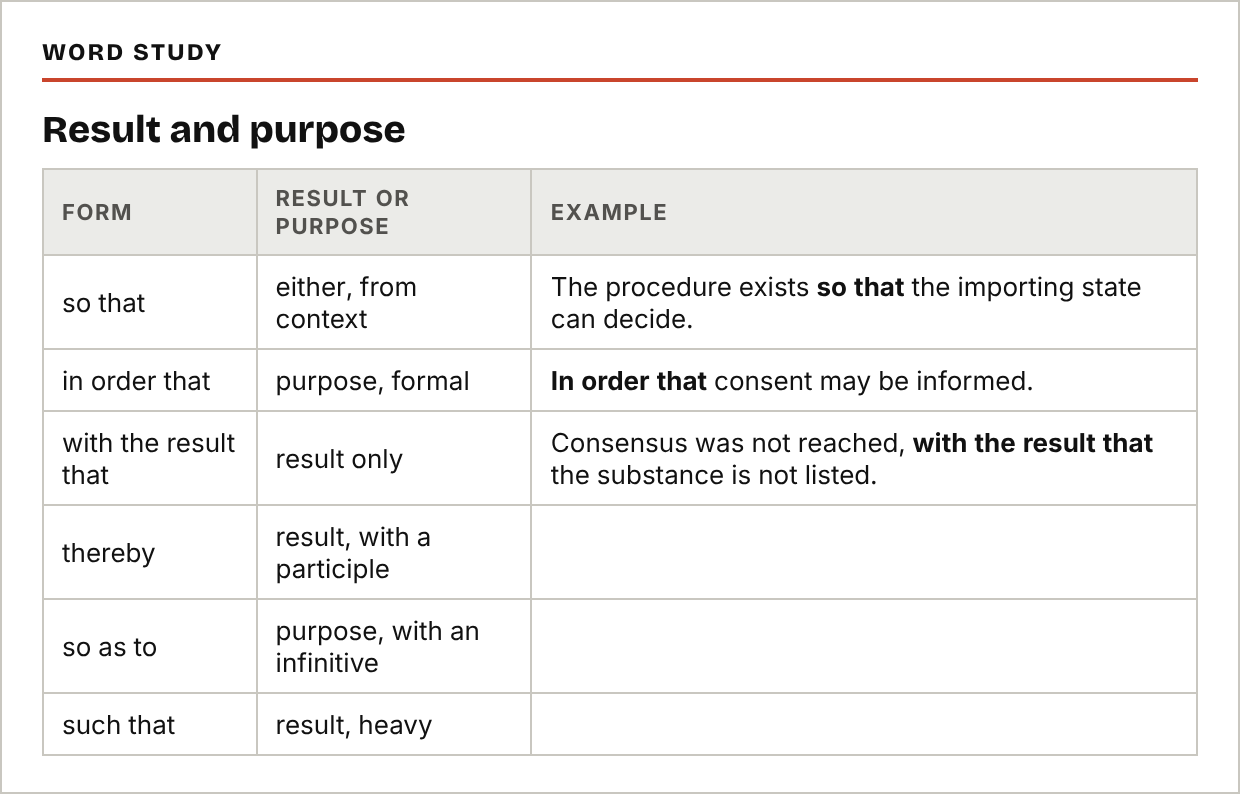 WORD STUDY
Result and purpose
FORM
RESULT OR
PURPOSE
EXAMPLE
so that
either, from
context
The procedure exists so that the importing state
can decide.
in order that
purpose, formal
In order that consent may be informed.
with the result
that
result only
Consensus was not reached, with the result that
the substance is not listed.
thereby
result, with a
participle
so as to
purpose, with an
infinitive
such that
result, heavy